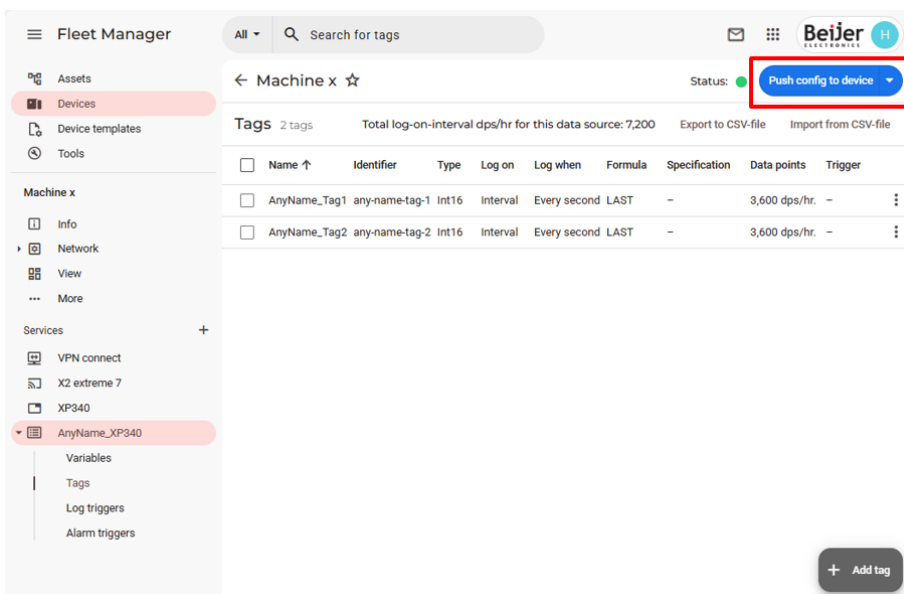 Fleet Manager
All
Search for tags
BeiJer
ELECTRONICS
H
Assets
Devices
Device templates
Tools
Machine x
Info
Network
View
More
Services +
VPN connect
X2 extreme 7
XP340
AnyName_XP340
Variables
Tags
Log triggers
Alarm triggers
← Machine x
Status:
Push config to device
Tags 2 tags Total log-on-interval dps/hr for this data source: 7,200 Export to CSV-file Import from CSV-file
Name ↑ Identifier Type Log on Log when Formula Specification Data points Trigger
AnyName_Tag1 any-name-tag-1 Int16 Interval Every second LAST – 3,600 dps/hr. –
AnyName_Tag2 any-name-tag-2 Int16 Interval Every second LAST – 3,600 dps/hr. –
+ Add tag